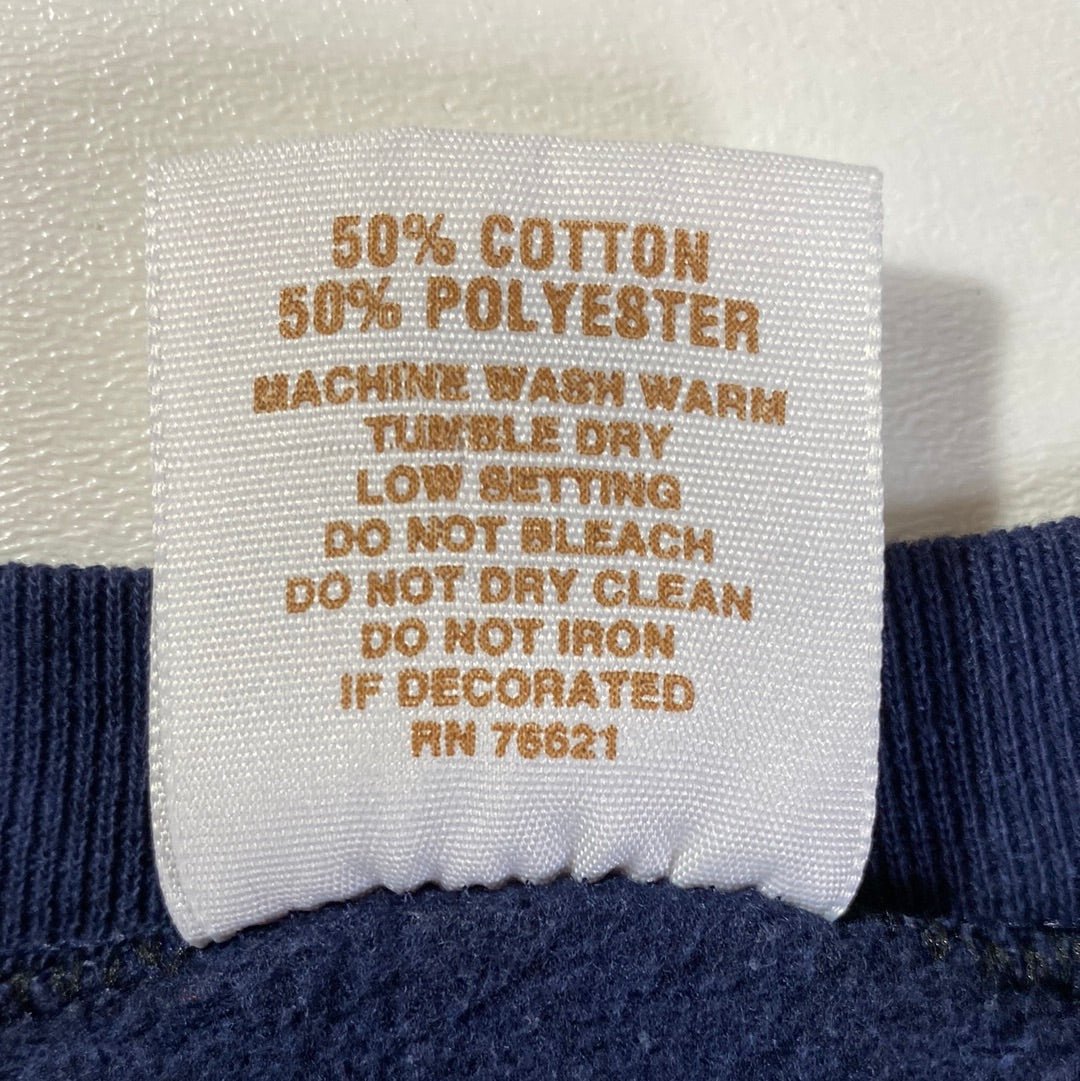 50% COTTON
50% POLYESTER
MACHINE WASH WARM
TUMBLE DRY
LOW SETTING
DO NOT BLEACH
DO NOT DRY CLEAN
DO NOT IRON
IF DECORATED
RN 76621